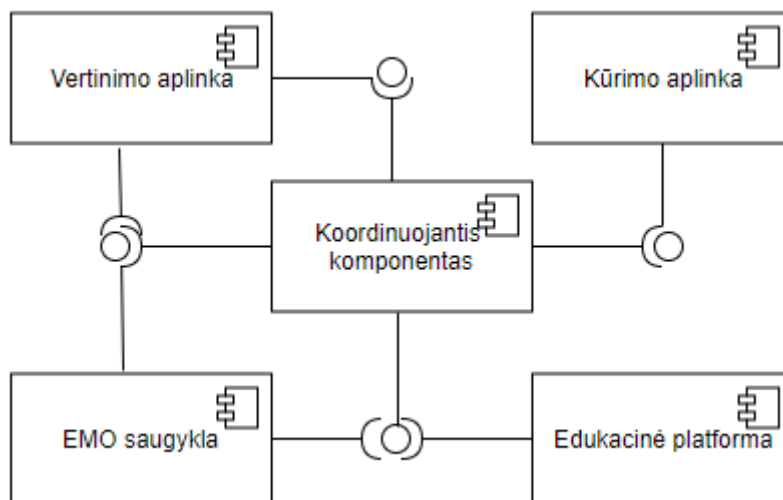 Vertinimo aplinka
Kūrimo aplinka
Koordinuojantis
komponentas
EMO saugykla
Edukacinė platforma